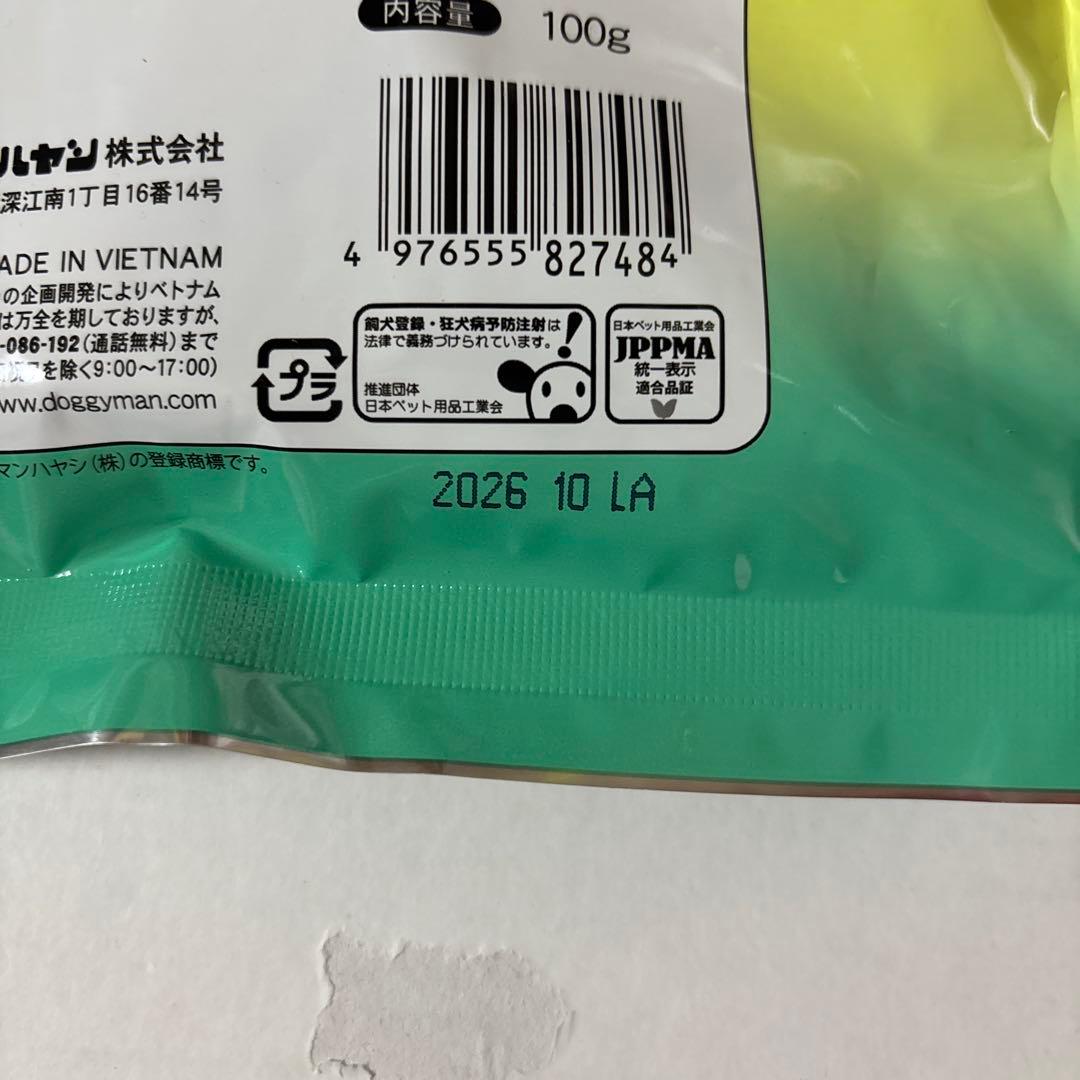 内容量 100g
ハヤシ 株式会社
深江南1丁目16番14号
ADE IN VIETNAM
の企画開発によりベトナム
は万全を期しておりますが、
-086-192(通話無料)まで
を除く9:00〜17:00)
ww.doggyman.com
マンハヤシ(株)の登録商標です。
4 976555 827484
プラ
飼犬登録・狂犬病予防注射は
法律で義務づけられています。
推進団体
日本ペット用品工業会
日本ペット用品工業会
JPPMA
統一表示
適合品証
2026 10 LA